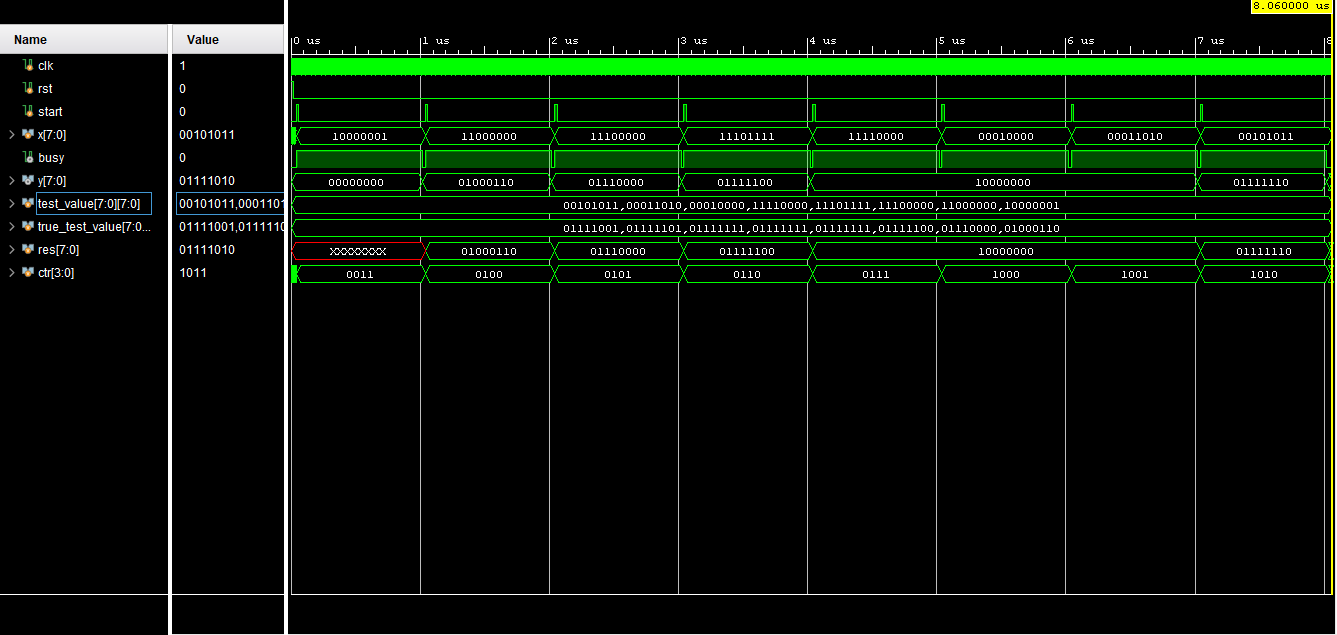 8.060000 us
Name Value 0 us 1 us 2 us 3 us 4 us 5 us 6 us 7 us 8
clk 1
rst 0
start 0
x[7:0] 00101011 10000001 11000000 11100000 11101111 11110000 00010000 00011010 00101011
busy 0
y[7:0] 01111010 00000000 01000110 01110000 01111100 10000000 01111110
test_value[7:0][7:0] 00101011,0001101 00101011,00011010,00010000,11110000,11101111,11100000,11000000,10000001
true_test_value[7:0... 01111001,0111110 01111001,01111101,01111111,01111111,01111111,01111100,01110000,01000110
res[7:0] 01111010 XXXXXXXX 01000110 01110000 01111100 10000000 01111110
ctr[3:0] 1011 0011 0100 0101 0110 0111 1000 1001 1010